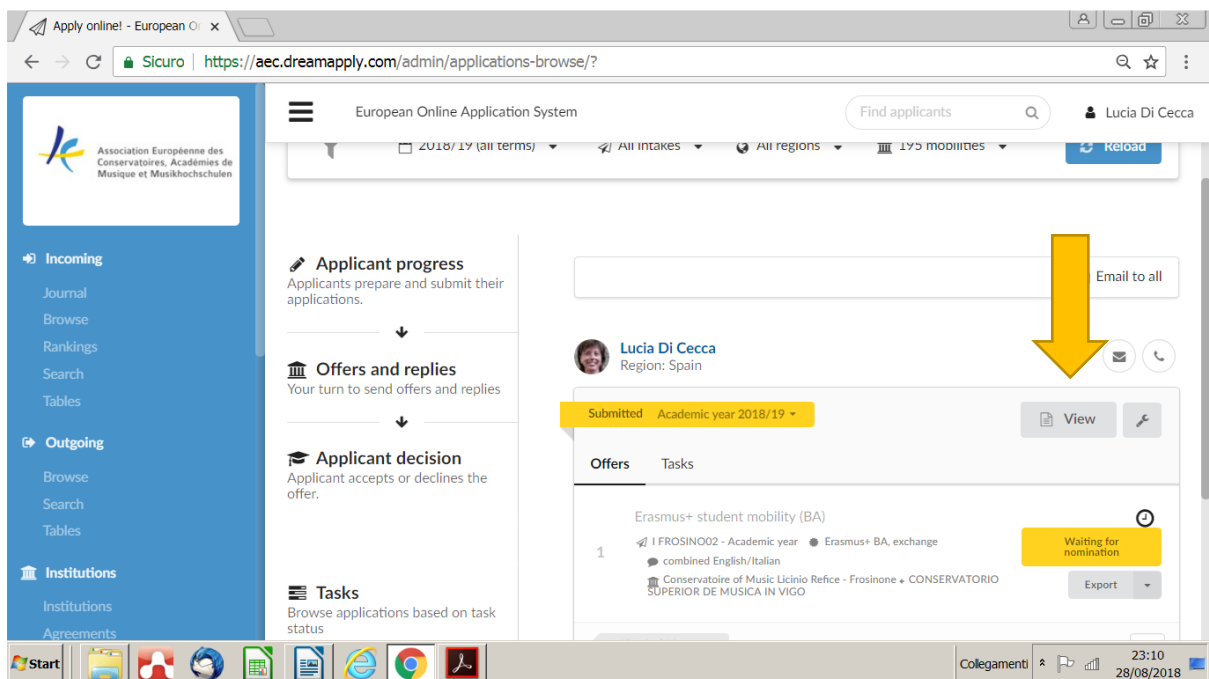 Apply online! - European O
Sicuro | https://aec.dreamapply.com/admin/applications-browse/?
Association Européenne des
Conservatoires, Académies de
Musique et Musikhochschulen
European Online Application System
Find applicants
Lucia Di Cecca
2018/19 (all terms)
All intakes
All regions
195 mobilities
Reload
Incoming
Journal
Browse
Rankings
Search
Tables
Outgoing
Browse
Search
Tables
Institutions
Institutions
Agreements
Applicant progress
Applicants prepare and submit their
applications.
Offers and replies
Your turn to send offers and replies
Applicant decision
Applicant accepts or declines the
offer.
Tasks
Browse applications based on task
status
Email to all
Lucia Di Cecca
Region: Spain
Submitted Academic year 2018/19
View
Offers Tasks
Erasmus+ student mobility (BA)
1
I FROSINO02 - Academic year Erasmus+ BA, exchange
combined English/Italian
Conservatoire of Music Licinio Refice - Frosinone + CONSERVATORIO
SUPERIOR DE MUSICA IN VIGO
Waiting for
nomination
Export
Start
Collegamenti
23:10
28/08/2018